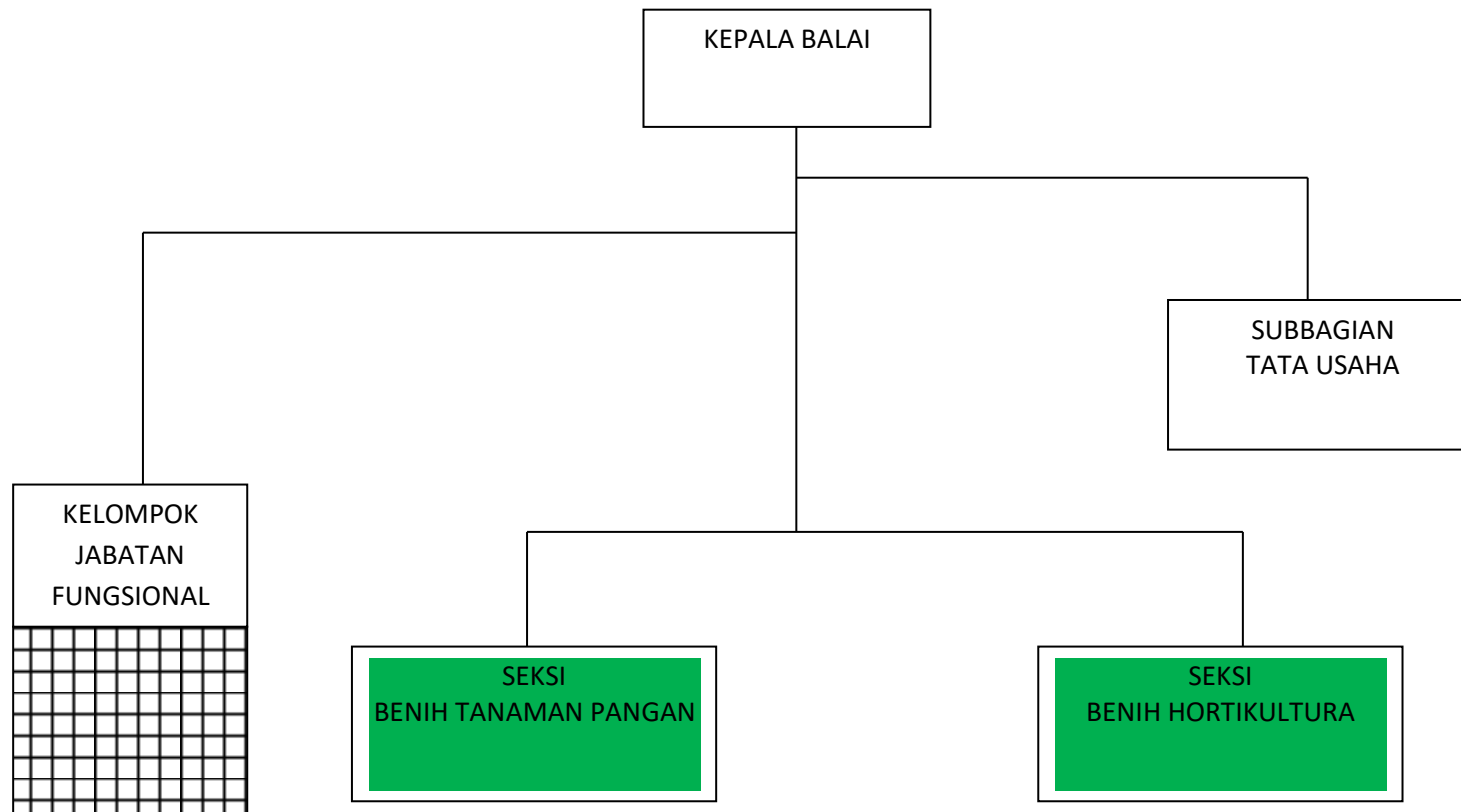 KEPALA BALAI
SUBBAGIAN
TATA USAHA
KELOMPOK
JABATAN
FUNGSIONAL
SEKSI
BENIH TANAMAN PANGAN
SEKSI
BENIH HORTIKULTURA